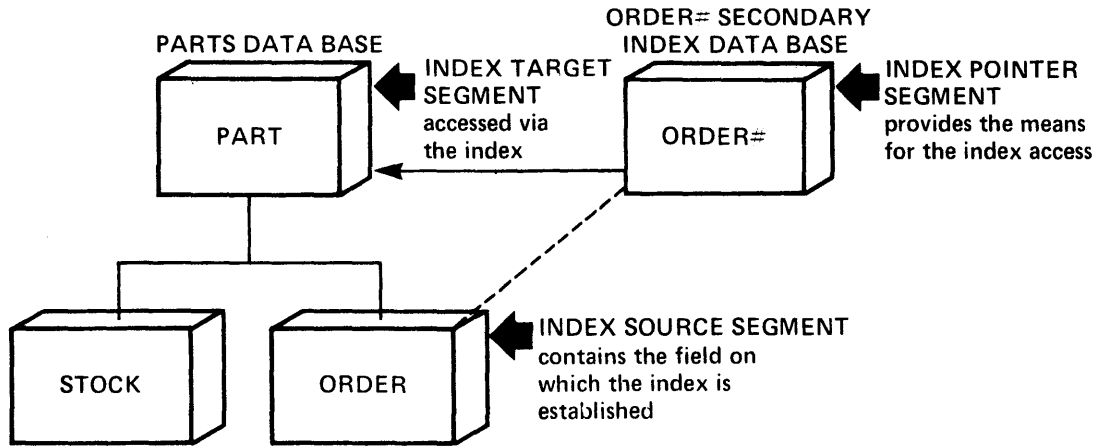 PARTS DATA BASE
INDEX TARGET
SEGMENT
accessed via
the index
PART
ORDER# SECONDARY
INDEX DATA BASE
INDEX POINTER
SEGMENT
provides the means
for the index access
ORDER#
STOCK
ORDER
INDEX SOURCE SEGMENT
contains the field on
which the index is
established